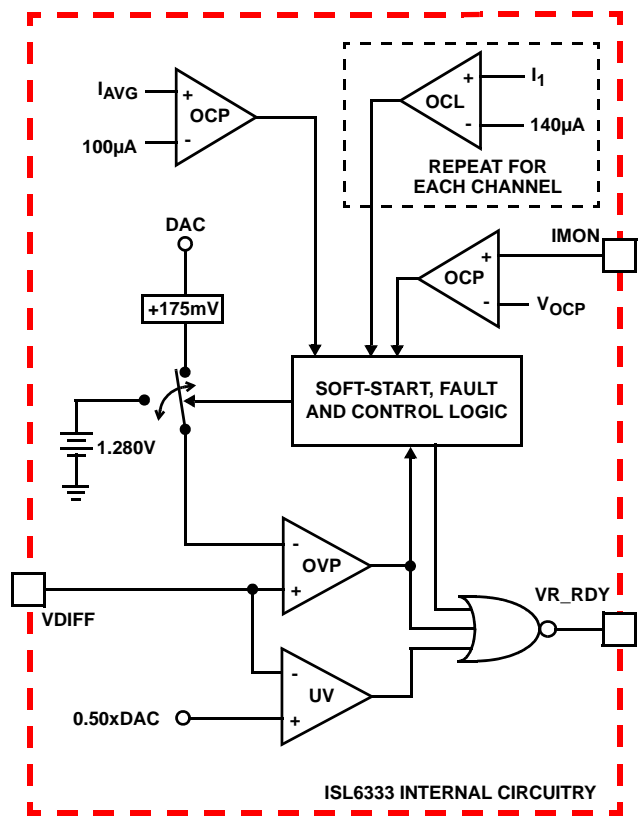 I1
IAVG
+
OCP
-
100µA
+
OCL
-
140µA
REPEAT FOR
EACH CHANNEL
DAC
IMON
+
OCP
-
VOCP
+175mV
SOFT-START, FAULT
AND CONTROL LOGIC
1.280V
-
OVP
+
VDIFF
VR_RDY
-
UV
+
0.50xDAC
ISL6333 INTERNAL CIRCUITRY